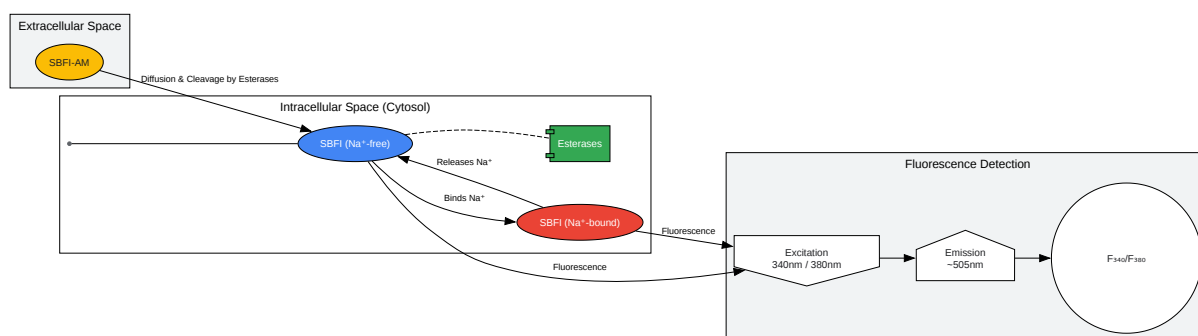 Extracellular Space
SBFI-AM
Diffusion & Cleavage by Esterases
Intracellular Space (Cytosol)
SBFI (Na⁺-free)
Esterases
Releases Na⁺
Binds Na⁺
SBFI (Na⁺-bound)
Fluorescence
Fluorescence
Fluorescence Detection
Excitation
340nm / 380nm
Emission
~505nm
F₃₄₀/F₃₈₀